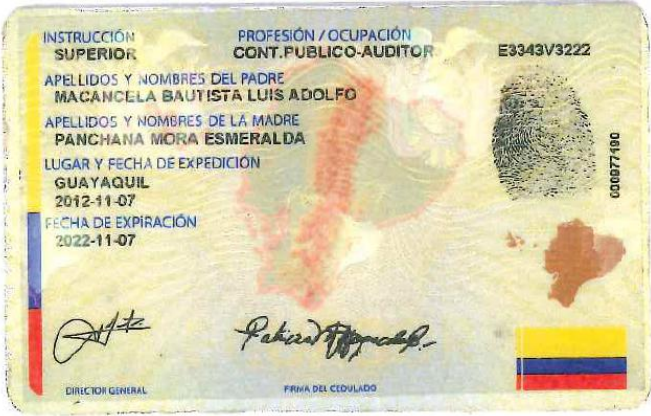 INSTRUCCIÓN PROFESIÓN / OCUPACIÓN
SUPERIOR CONT.PUBLICO-AUDITOR E3343V3222
APELLIDOS Y NOMBRES DEL PADRE
MACANCELA BAUTISTA LUIS ADOLFO
APELLIDOS Y NOMBRES DE LA MADRE
PANCHANA MORA ESMERALDA
LUGAR Y FECHA DE EXPEDICIÓN
GUAYAQUIL
2012-11-07
FECHA DE EXPIRACIÓN
2022-11-07
000977190
DIRECTOR GENERAL FIRMA DEL CEDULADO